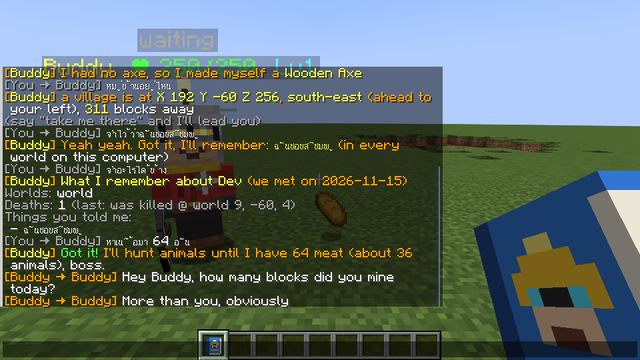 waiting
Buddy ♥ 250/250 Lv1
[Buddy] I had no axe, so I made myself a Wooden Axe
[You → Buddy]
[Buddy] a village is at X 192 Y -60 Z 256, south-east (ahead to
your left), 311 blocks away
(say "take me there" and I'll lead you)
[You → Buddy]
[Buddy] Yeah yeah. Got it, I'll remember: (in every
world on this computer)
[You → Buddy]
[Buddy] What I remember about Dev (we met on 2026-11-15)
Worlds: world
Deaths: 1 (last: was killed @ world 9, -60, 4)
Things you told me:
–
[You → Buddy] 64
[Buddy] Got it! I'll hunt animals until I have 64 meat (about 36
animals), boss.
[Buddy → Buddy] Hey Buddy, how many blocks did you mine
today?
[Buddy → Buddy] More than you, obviously